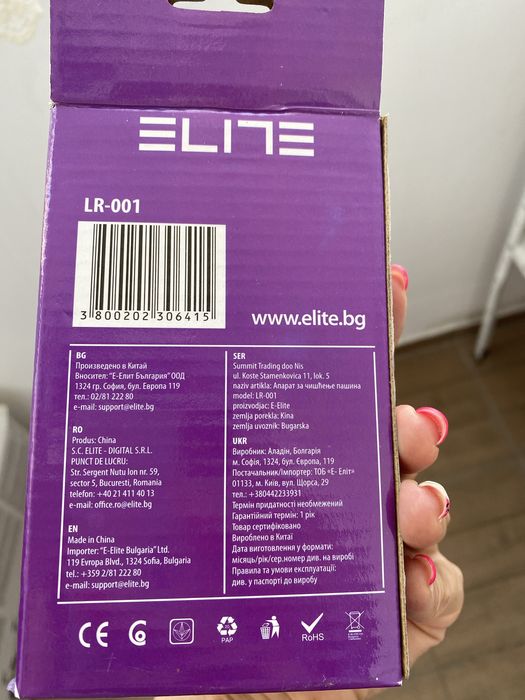 ELITE
LR-001
3 800202 306415
www.elite.bg
BG
Произведено в Китай
Вносител: "Е-Елит България" ООД
1324 гр. София, бул. Европа 119
тел.: 02/81 222 80
e-mail: support@elite.bg
RO
Produs: China
S.C. ELITE - DIGITAL S.R.L.
PUNCT DE LUCRU:
Str. Sergent Nutu Ion nr. 59,
sector 5, Bucuresti, Romania
telefon: +40 21 411 40 13
e-mail: office.ro@elite.bg
EN
Made in China
Importer: "E-Elite Bulgaria" Ltd.
119 Evropa Blvd., 1324 Sofia, Bulgaria
tel.: +359 2/81 222 80
e-mail: support@elite.bg
SER
Summit Trading doo Nis
ul. Koste Stamenkovica 11, lok. 5
naziv artikla: Апарат за чишћење пашина
model: LR-001
proizvodjac: E-Elite
zemlja porekla: Kina
zemlja uvoznik: Bugarska
UKR
Виробник: Аладін, Болгарія
м. Софія, 1324, бул. Європа, 119
Постачальник/Імпортер: ТОБ «Е- Еліт»
01133, м. Київ, вул. Щорса, 29
тел.: +380442233931
Термін придатності необмежений
Гарантійний термін: 1 рік
Товар сертифіковано
Вироблено в Китаї
Дата виготовлення у форматі:
місяць/рік/сер.номер див. на виробі
Правила та умови експлуатації:
див. у паспорті до виробу
CE
PAP
RoHS